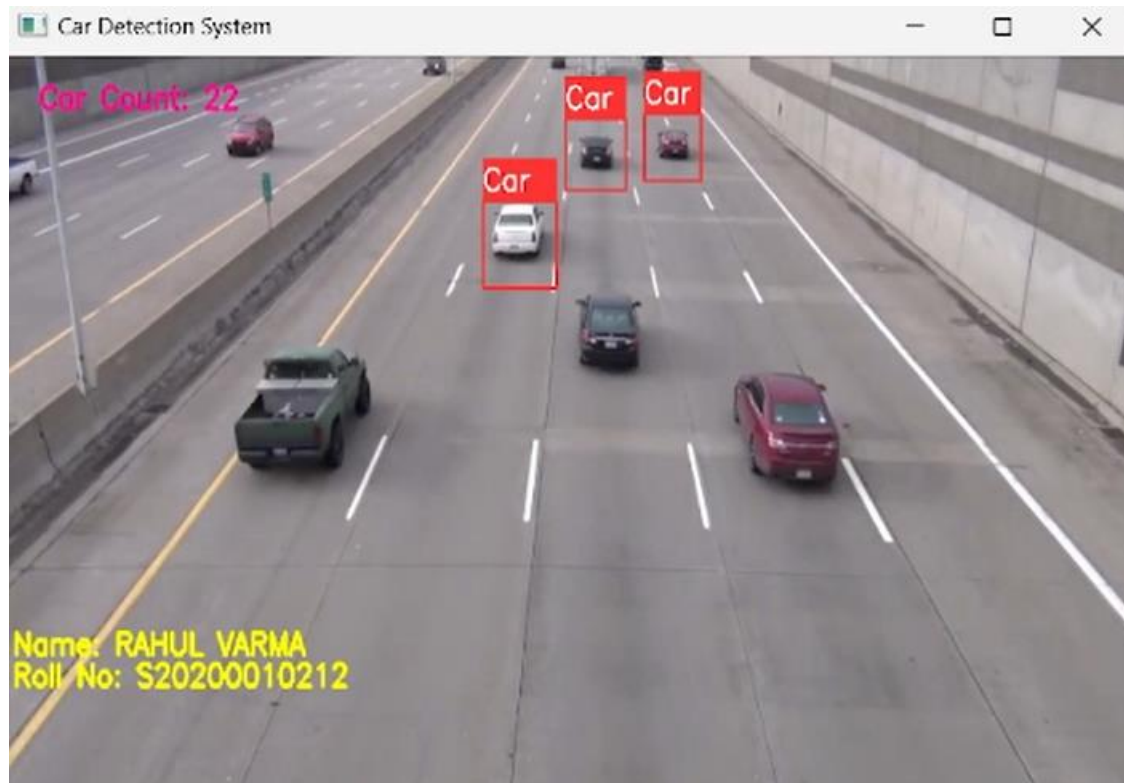 Car Detection System
Car Count: 22
Car
Car
Car
Name: RAHUL VARMA
Roll No: S20200010212